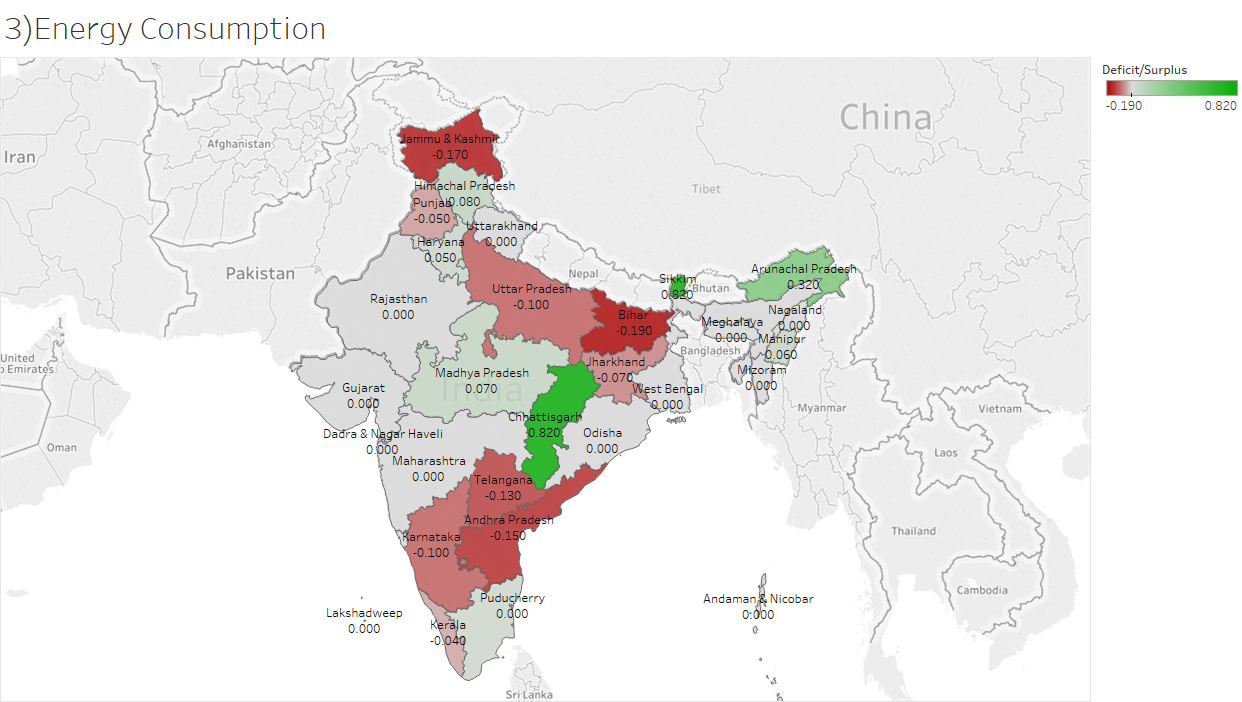 3)Energy Consumption
Deficit/Surplus
-0.190 0.820
China
Iran
Afghanistan
Tibet
Pakistan
Nepal
Bhutan
Bangladesh
India
United
b Emirates
Oman
Myanmar
Vietnam
Laos
Thailand
Cambodia
Sri Lanka
Jammu & Kashmir
-0.170
Himachal Pradesh
0.080
Punjab
-0.050
Uttarakhand
0.000
Haryana
0.050
Rajasthan
0.000
Uttar Pradesh
-0.100
Bihar
-0.190
Sikkim
0.820
Arunachal Pradesh
0.320
Nagaland
0.000
Meghalaya
0.000
Manipur
0.060
Mizoram
0.000
Jharkhand
-0.070
West Bengal
0.000
Madhya Pradesh
0.070
Gujarat
0.000
Chhattisgarh
0.820
Odisha
0.000
Dadra & Nagar Haveli
0.000
Maharashtra
0.000
Telangana
-0.130
Andhra Pradesh
-0.150
Karnataka
-0.100
Puducherry
0.000
Lakshadweep
0.000
Kerala
-0.040
Andaman & Nicobar
0.000